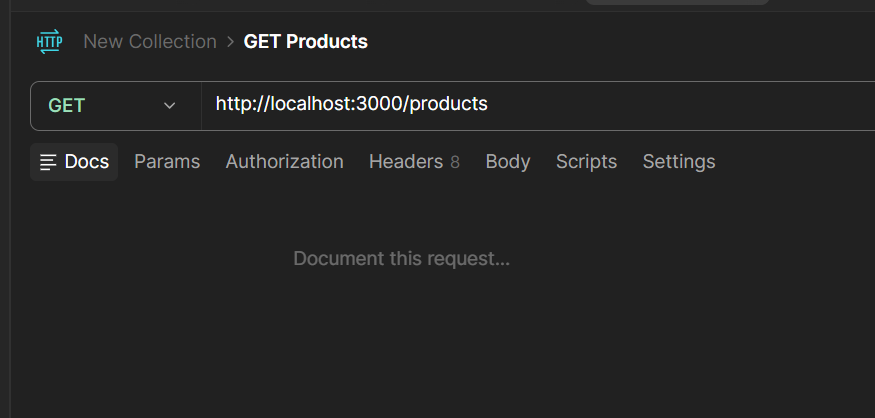 HTTP New Collection > GET Products
GET http://localhost:3000/products
Docs Params Authorization Headers 8 Body Scripts Settings
Document this request...